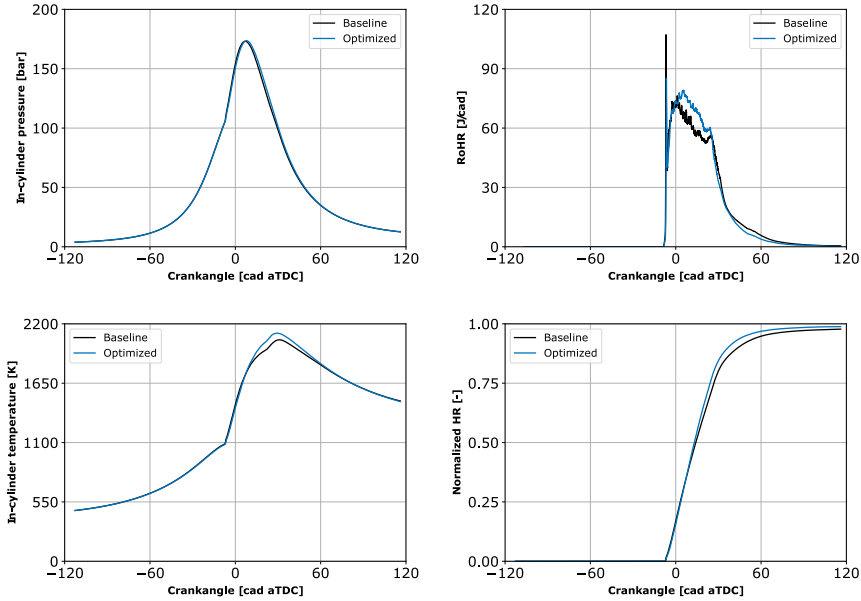 200
150
100
50
0
In-cylinder pressure [bar]
Baseline
Optimized
−120
−60
0
60
120
Crankangle [cad aTDC]
120
90
60
30
0
RoHR [J/cad]
Baseline
Optimized
−120
−60
0
60
120
Crankangle [cad aTDC]
2200
1650
1100
550
0
In-cylinder temperature [K]
Baseline
Optimized
−120
−60
0
60
120
Crankangle [cad aTDC]
1.00
0.75
0.50
0.25
0.00
Normalized HR [-]
Baseline
Optimized
−120
−60
0
60
120
Crankangle [cad aTDC]